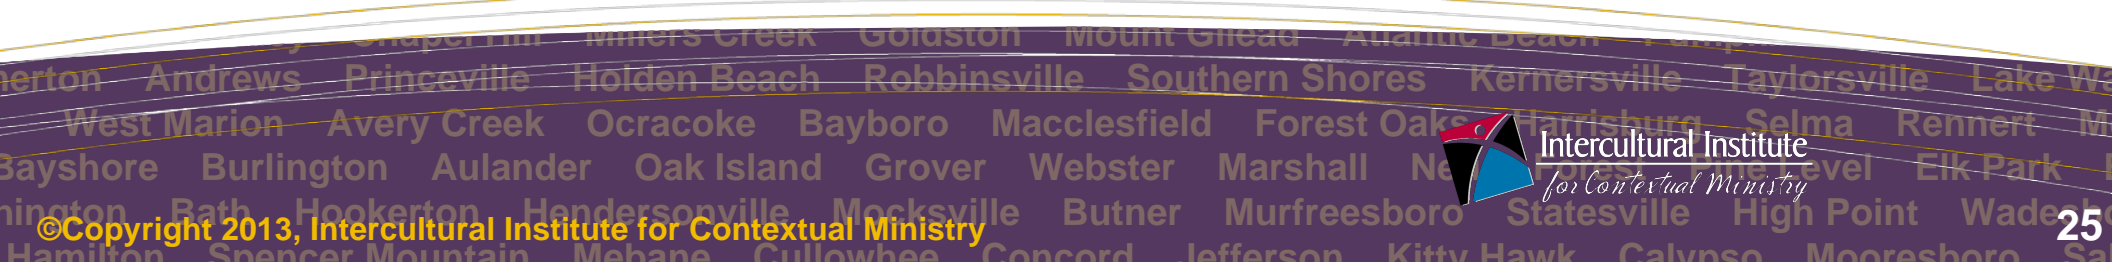 Chapel Hill Millers Creek Goldston Mount Gilead Atlantic Beach
Andrews Princeville Holden Beach Robbinsville Southern Shores Kernersville Taylorsville Lake
West Marion Avery Creek Ocracoke Bayboro Macclesfield Forest Oaks Harrisburg Selma Rennert
Intercultural Institute
Bayshore Burlington Aulander Oak Island Grover Webster Marshall Pine Level Elk Park
for Contextual Ministry
Bath Hookerton Hendersonville Mocksville Butner Murfreesboro Statesville High Point
©Copyright 2013, Intercultural Institute for Contextual Ministry
25
Hamilton Spencer Mountain Mebane Cullowhee Concord Jefferson Kitty Hawk Calypso Mooresboro